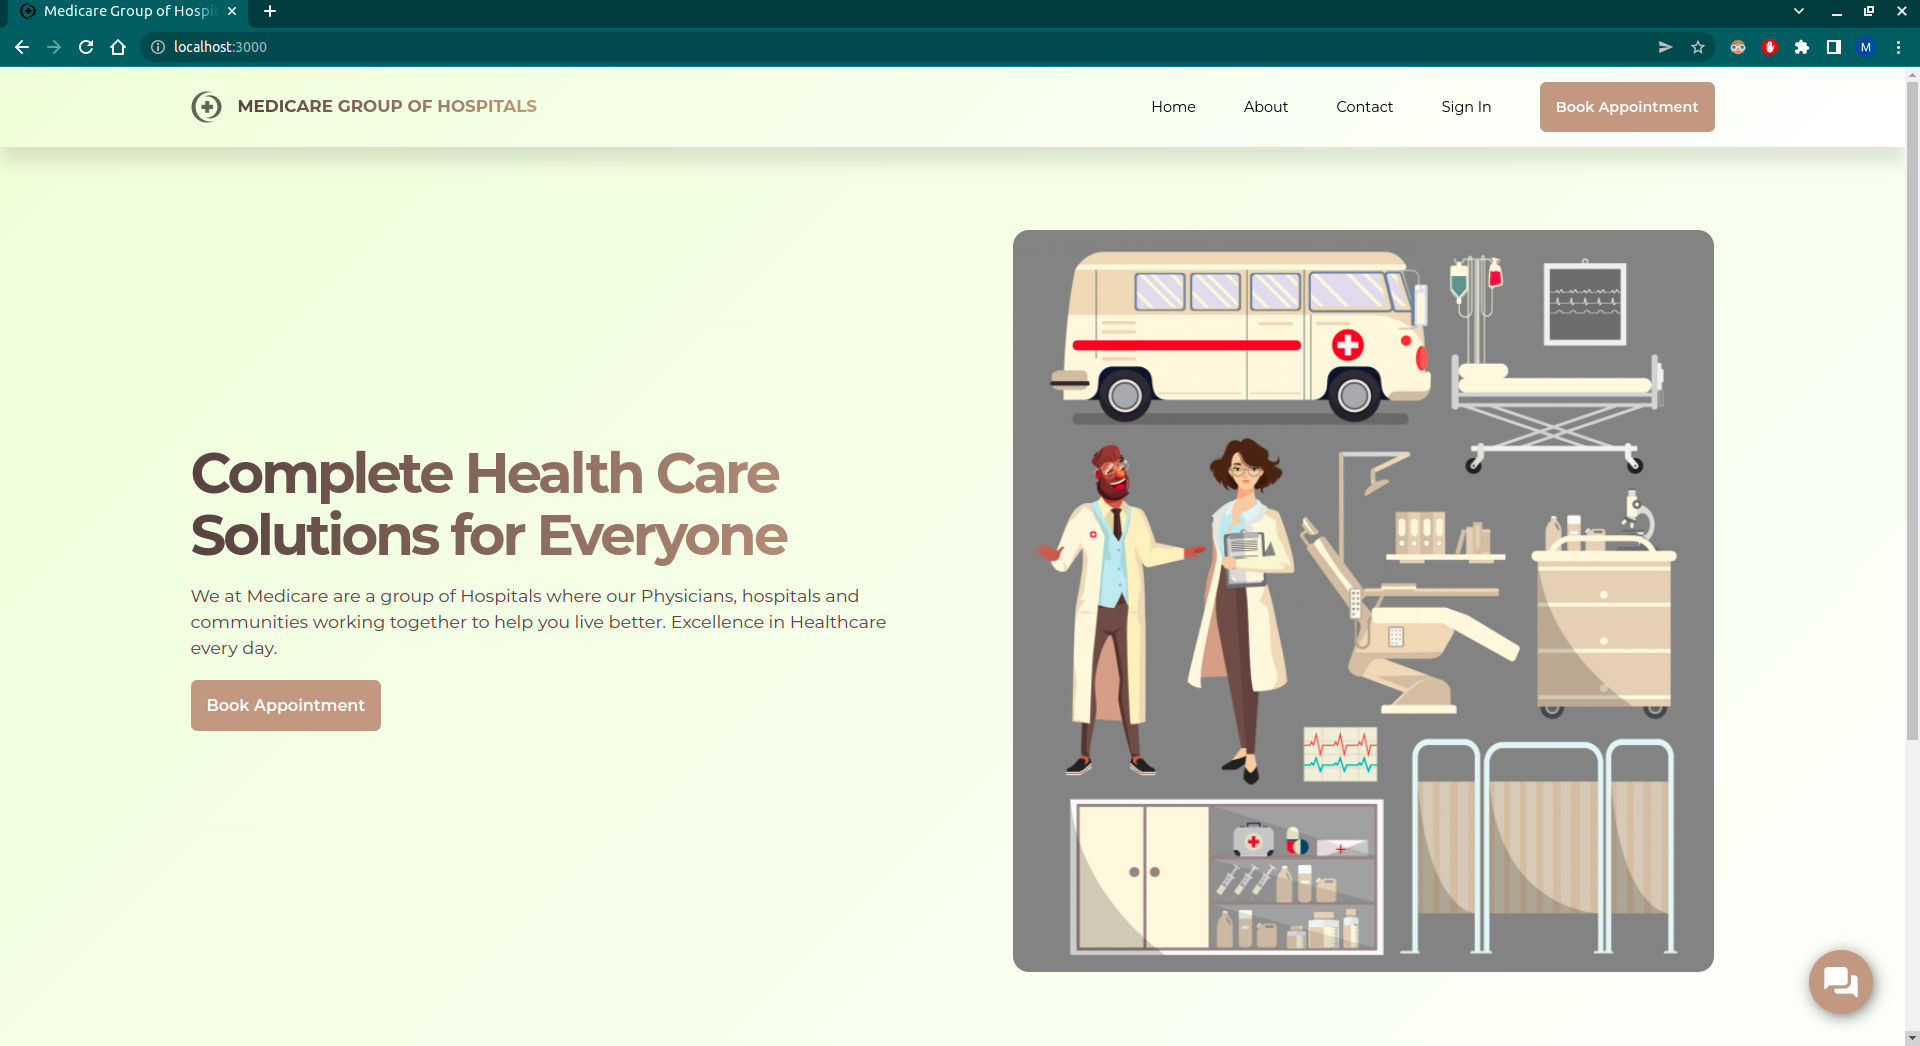 Medicare Group of Hospi
localhost:3000
M
MEDICARE GROUP OF HOSPITALS
Home
About
Contact
Sign In
Book Appointment
Complete Health Care
Solutions for Everyone
We at Medicare are a group of Hospitals where our Physicians, hospitals and
communities working together to help you live better. Excellence in Healthcare
every day.
Book Appointment